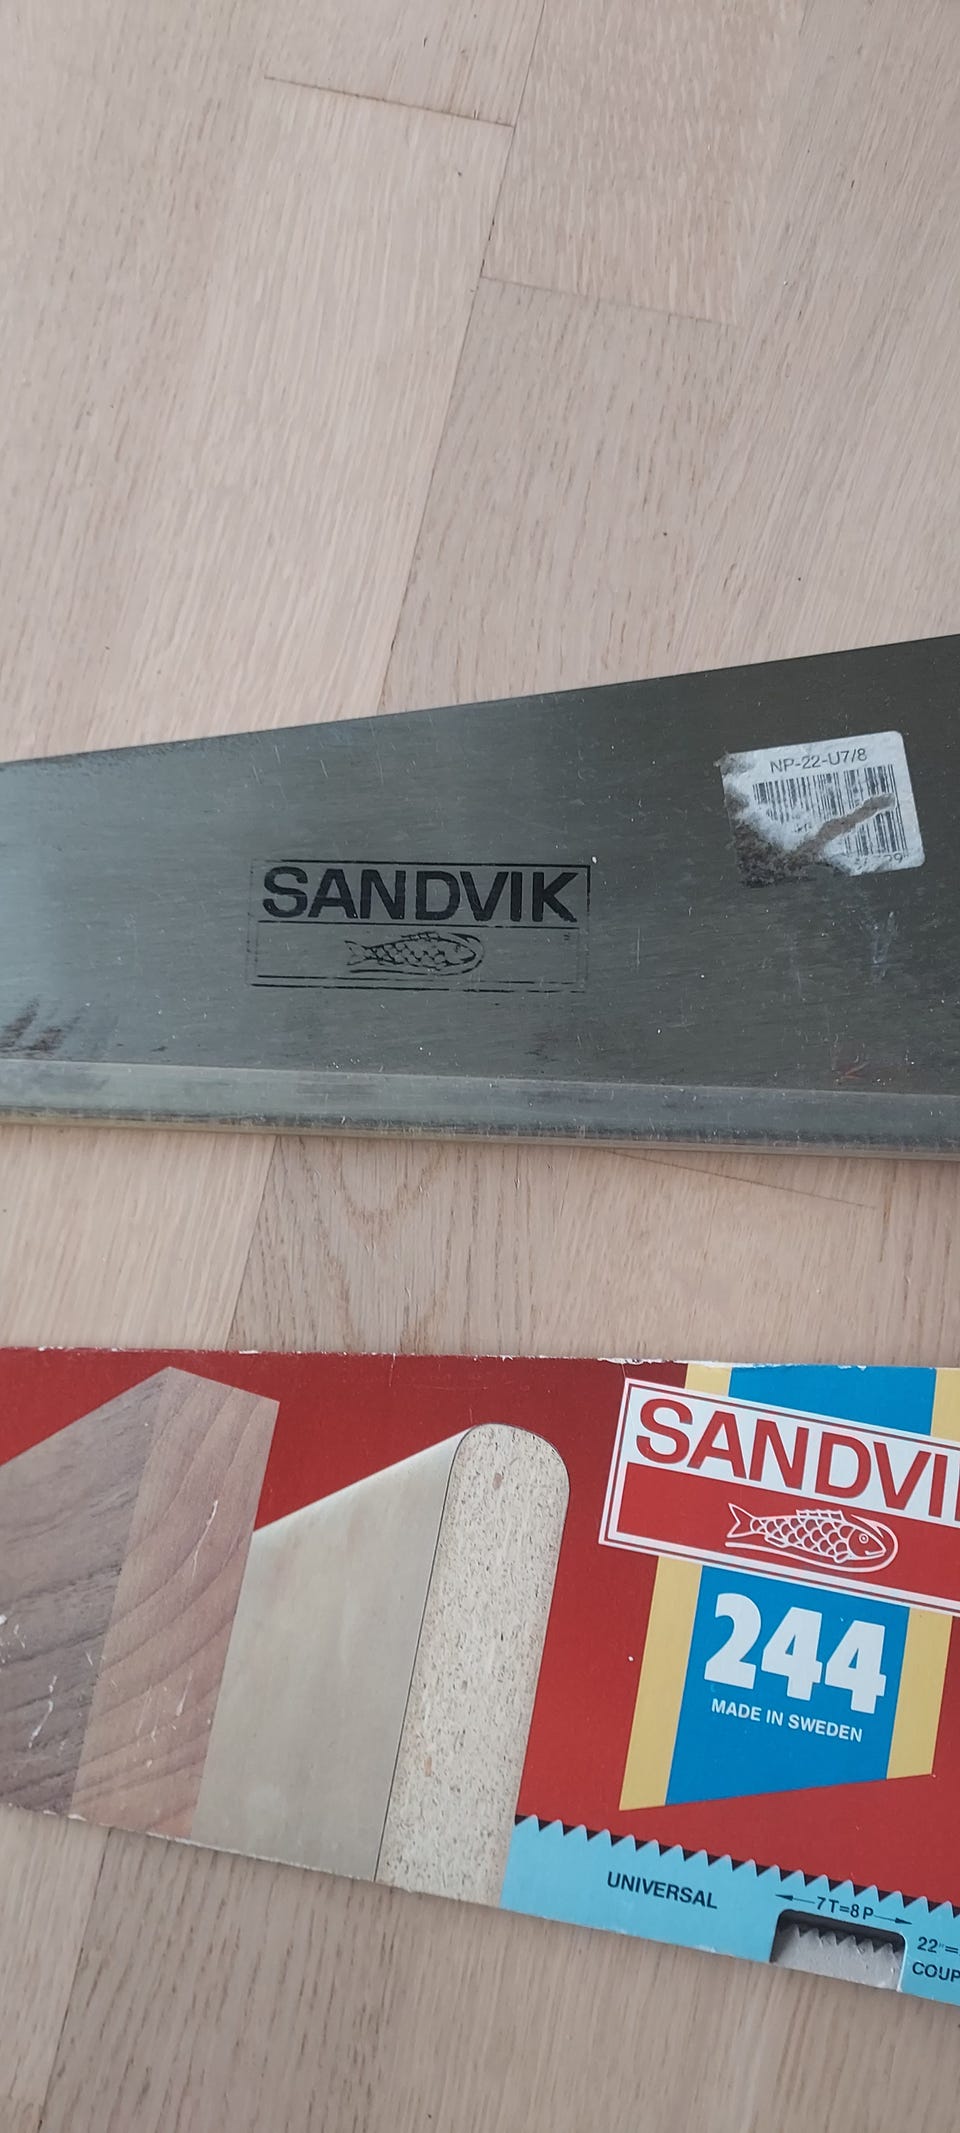 NP-22-U7/8
SANDVIK
SANDVI
244
MADE IN SWEDEN
UNIVERSAL
7T=8P
22"=
COUP